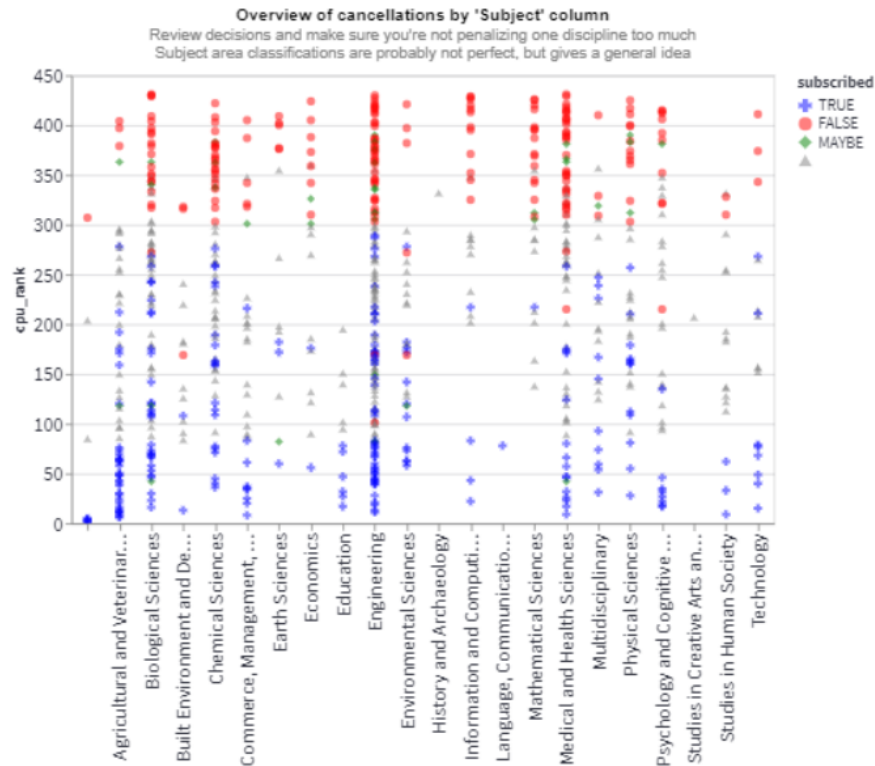 Overview of cancellations by 'Subject' column
Review decisions and make sure you're not penalizing one discipline too much
Subject area classifications are probably not perfect, but gives a general idea
subscribed
TRUE
FALSE
MAYBE
cpu_rank
450
400
350
300
250
200
150
100
50
0
Agricultural and Veterinar...
Biological Sciences
Built Environment and De...
Chemical Sciences
Commerce, Management, ...
Earth Sciences
Economics
Education
Engineering
Environmental Sciences
History and Archaeology
Information and Computi...
Language, Communicatio...
Mathematical Sciences
Medical and Health Sciences
Multidisciplinary
Physical Sciences
Psychology and Cognitive ...
Studies in Creative Arts an...
Studies in Human Society
Technology